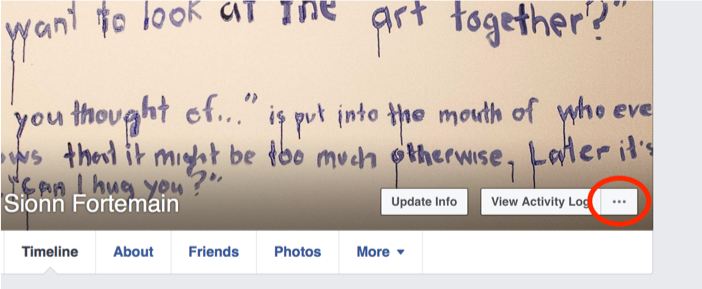 want to look at the art together?"
you thought of..." is put into the mouth of who eve
ows that it might be too much otherwise, Later it's
"can I hug you?"
Sionn Fortemain
Update Info
View Activity Log
...
Timeline
About
Friends
Photos
More